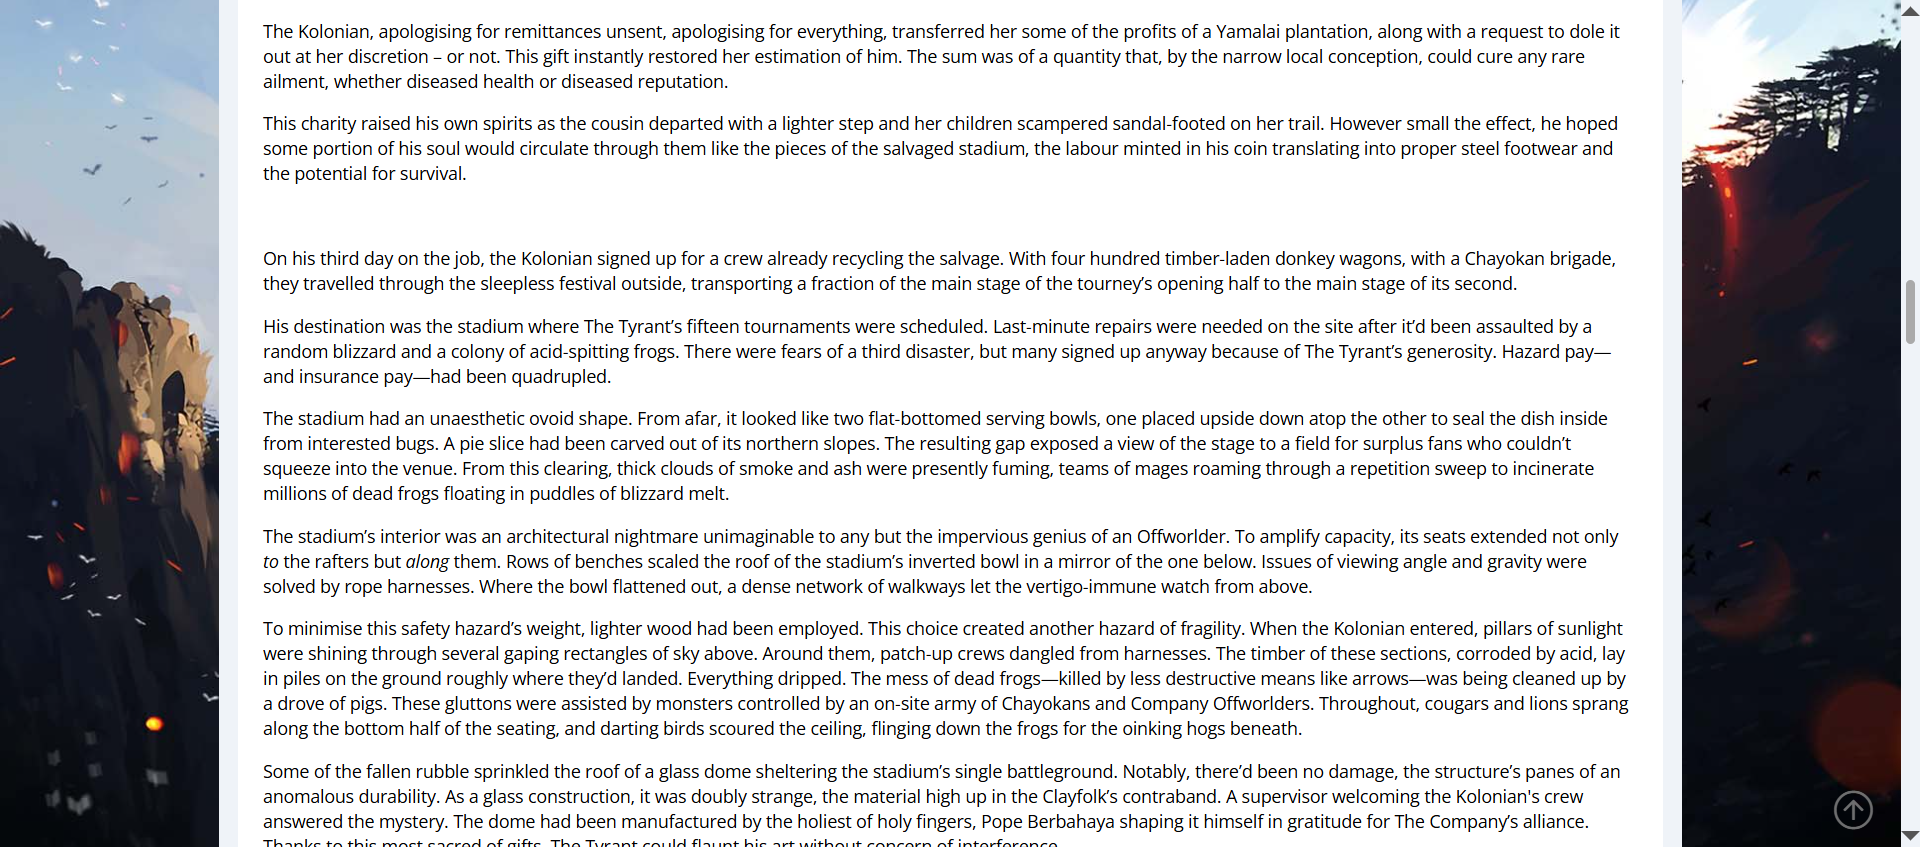 The Kolonian, apologising for remittances unsent, apologising for everything, transferred her some of the profits of a Yamalai plantation, along with a request to dole it
out at her discretion – or not. This gift instantly restored her estimation of him. The sum was of a quantity that, by the narrow local conception, could cure any rare
ailment, whether diseased health or diseased reputation.
This charity raised his own spirits as the cousin departed with a lighter step and her children scampered sandal-footed on her trail. However small the effect, he hoped
some portion of his soul would circulate through them like the pieces of the salvaged stadium, the labour minted in his coin translating into proper steel footwear and
the potential for survival.
On his third day on the job, the Kolonian signed up for a crew already recycling the salvage. With four hundred timber-laden donkey wagons, with a Chayokan brigade,
they travelled through the sleepless festival outside, transporting a fraction of the main stage of the tourney’s opening half to the main stage of its second.
His destination was the stadium where The Tyrant’s fifteen tournaments were scheduled. Last-minute repairs were needed on the site after it’d been assaulted by a
random blizzard and a colony of acid-spitting frogs. There were fears of a third disaster, but many signed up anyway because of The Tyrant’s generosity. Hazard pay—
and insurance pay—had been quadrupled.
The stadium had an unaesthetic ovoid shape. From afar, it looked like two flat-bottomed serving bowls, one placed upside down atop the other to seal the dish inside
from interested bugs. A pie slice had been carved out of its northern slopes. The resulting gap exposed a view of the stage to a field for surplus fans who couldn’t
squeeze into the venue. From this clearing, thick clouds of smoke and ash were presently fuming, teams of mages roaming through a repetition sweep to incinerate
millions of dead frogs floating in puddles of blizzard melt.
The stadium’s interior was an architectural nightmare unimaginable to any but the impervious genius of an Offworlder. To amplify capacity, its seats extended not only
to the rafters but along them. Rows of benches scaled the roof of the stadium’s inverted bowl in a mirror of the one below. Issues of viewing angle and gravity were
solved by rope harnesses. Where the bowl flattened out, a dense network of walkways let the vertigo-immune watch from above.
To minimise this safety hazard’s weight, lighter wood had been employed. This choice created another hazard of fragility. When the Kolonian entered, pillars of sunlight
were shining through several gaping rectangles of sky above. Around them, patch-up crews dangled from harnesses. The timber of these sections, corroded by acid, lay
in piles on the ground roughly where they’d landed. Everything dripped. The mess of dead frogs—killed by less destructive means like arrows—was being cleaned up by
a drove of pigs. These gluttons were assisted by monsters controlled by an on-site army of Chayokans and Company Offworlders. Throughout, cougars and lions sprang
along the bottom half of the seating, and darting birds scoured the ceiling, flinging down the frogs for the oinking hogs beneath.
Some of the fallen rubble sprinkled the roof of a glass dome sheltering the stadium’s single battleground. Notably, there’d been no damage, the structure’s panes of an
anomalous durability. As a glass construction, it was doubly strange, the material high up in the Clayfolk’s contraband. A supervisor welcoming the Kolonian's crew
answered the mystery. The dome had been manufactured by the holiest of holy fingers, Pope Berbahaya shaping it himself in gratitude for The Company’s alliance.
Thanks to this most sacred of gifts, The Tyrant could flaunt his art without concern of interference.